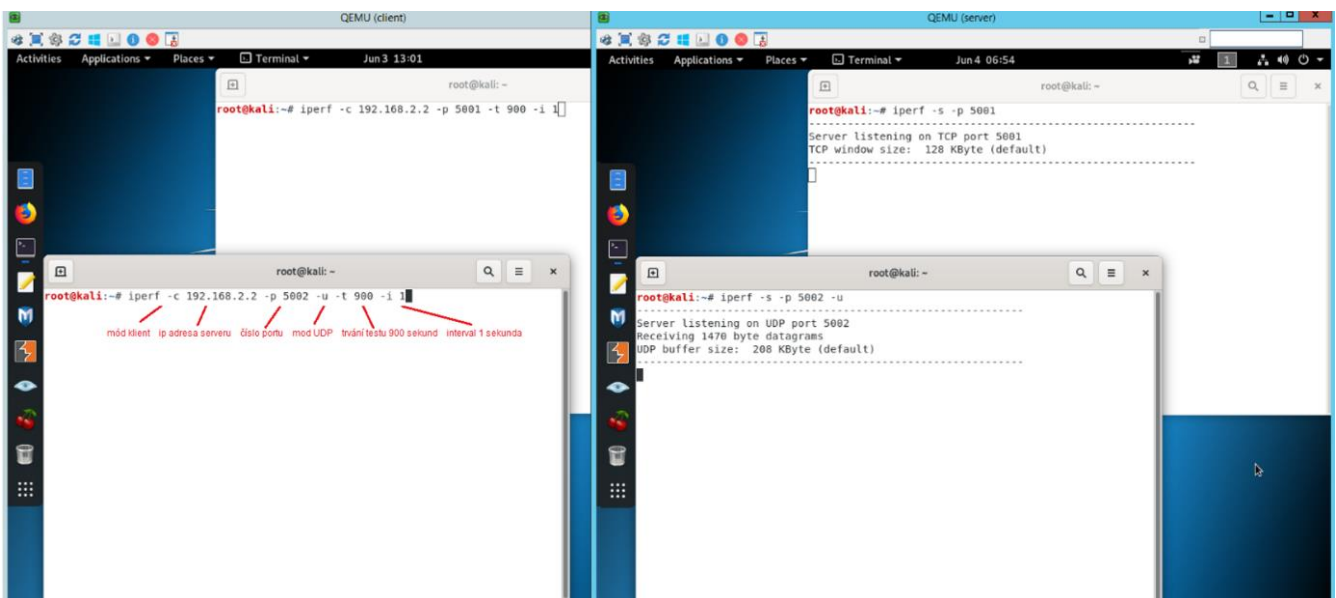 QEMU (client)
Activities Applications Places Terminal Jun 3 13:01
root@kali: ~
root@kali:~# iperf -c 192.168.2.2 -p 5001 -t 900 -i 1
root@kali: ~
root@kali:~# iperf -c 192.168.2.2 -p 5002 -u -t 900 -i 1
mód klient ip adresa serveru číslo portu mod UDP trvání testu 900 sekund interval 1 sekunda
QEMU (server)
Activities Applications Places Terminal Jun 4 06:54 1
root@kali: ~
root@kali:~# iperf -s -p 5001
------------------------------------------------------------
Server listening on TCP port 5001
TCP window size: 128 KByte (default)
------------------------------------------------------------
root@kali: ~
root@kali:~# iperf -s -p 5002 -u
------------------------------------------------------------
Server listening on UDP port 5002
Receiving 1470 byte datagrams
UDP buffer size: 208 KByte (default)
------------------------------------------------------------